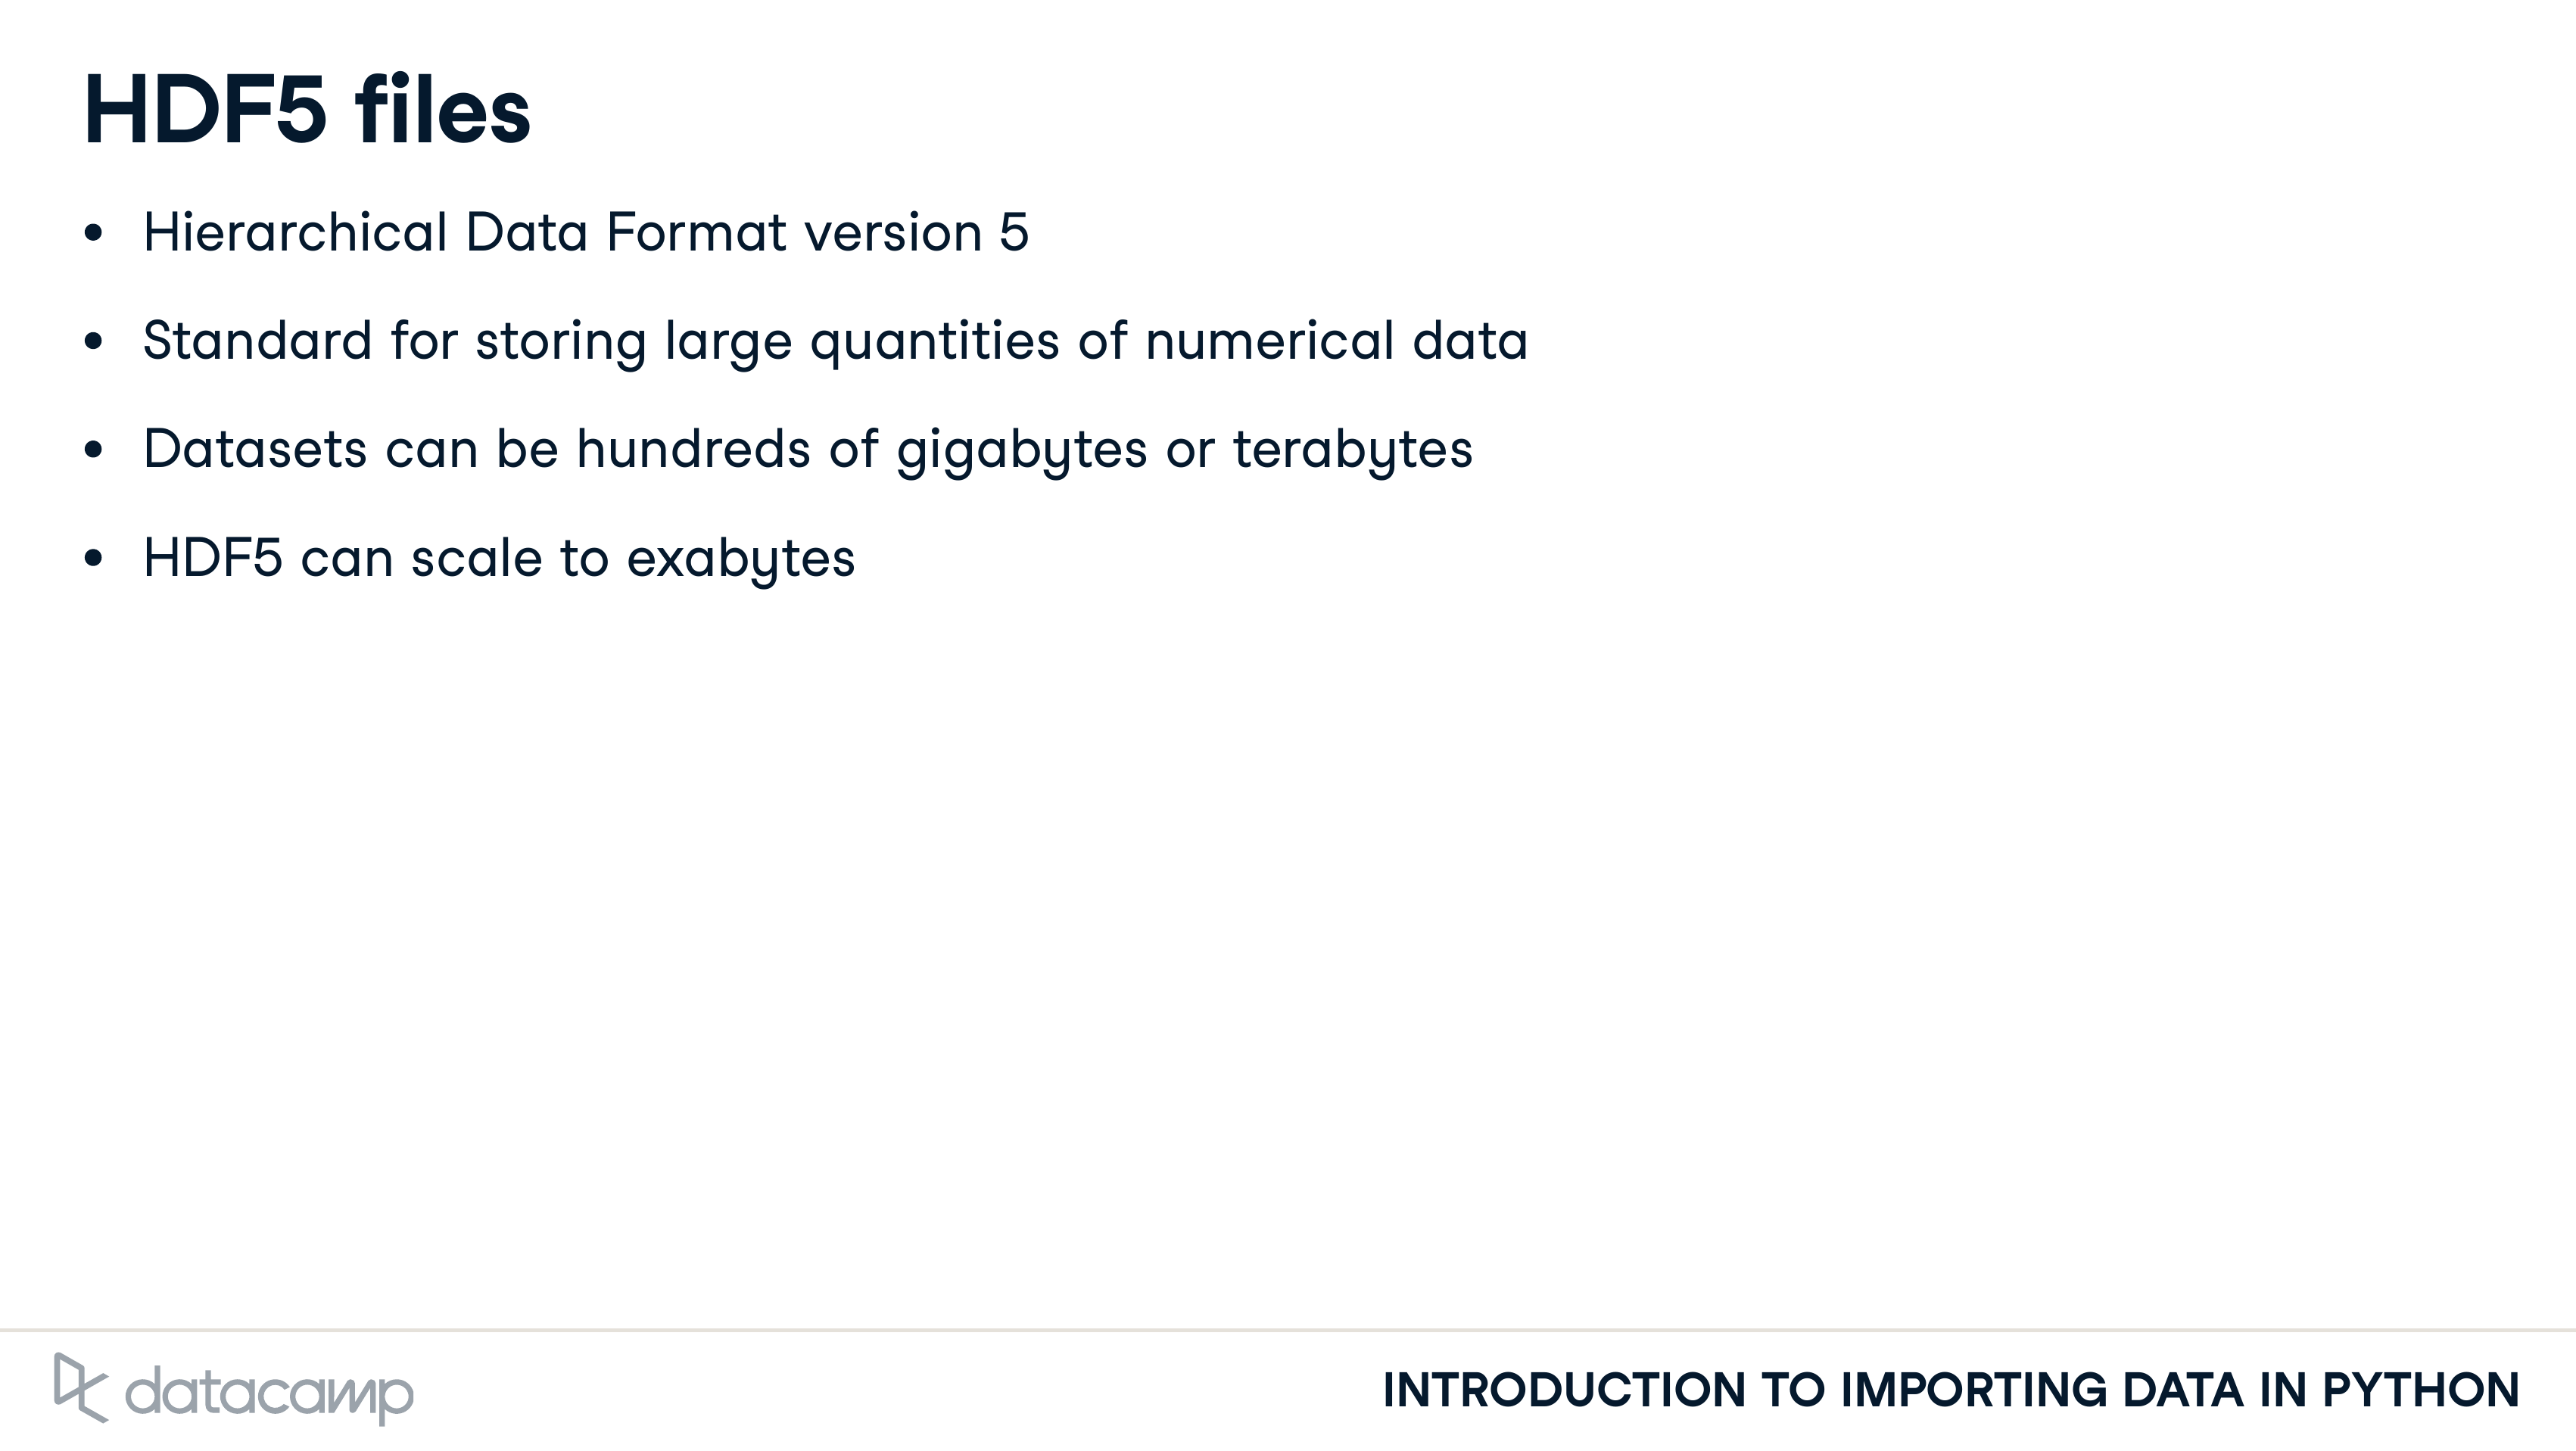 HDF5 files
• Hierarchical Data Format version 5
• Standard for storing large quantities of numerical data
• Datasets can be hundreds of gigabytes or terabytes
• HDF5 can scale to exabytes
datacamp
INTRODUCTION TO IMPORTING DATA IN PYTHON